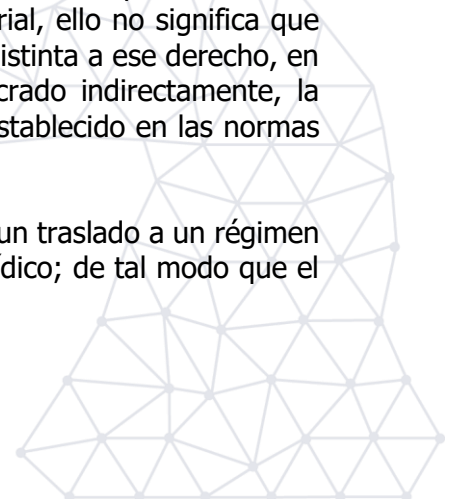 rial, ello no significa que
istinta a ese derecho, en
crado indirectamente, la
stablecido en las normas
un traslado a un régimen
ídico; de tal modo que el